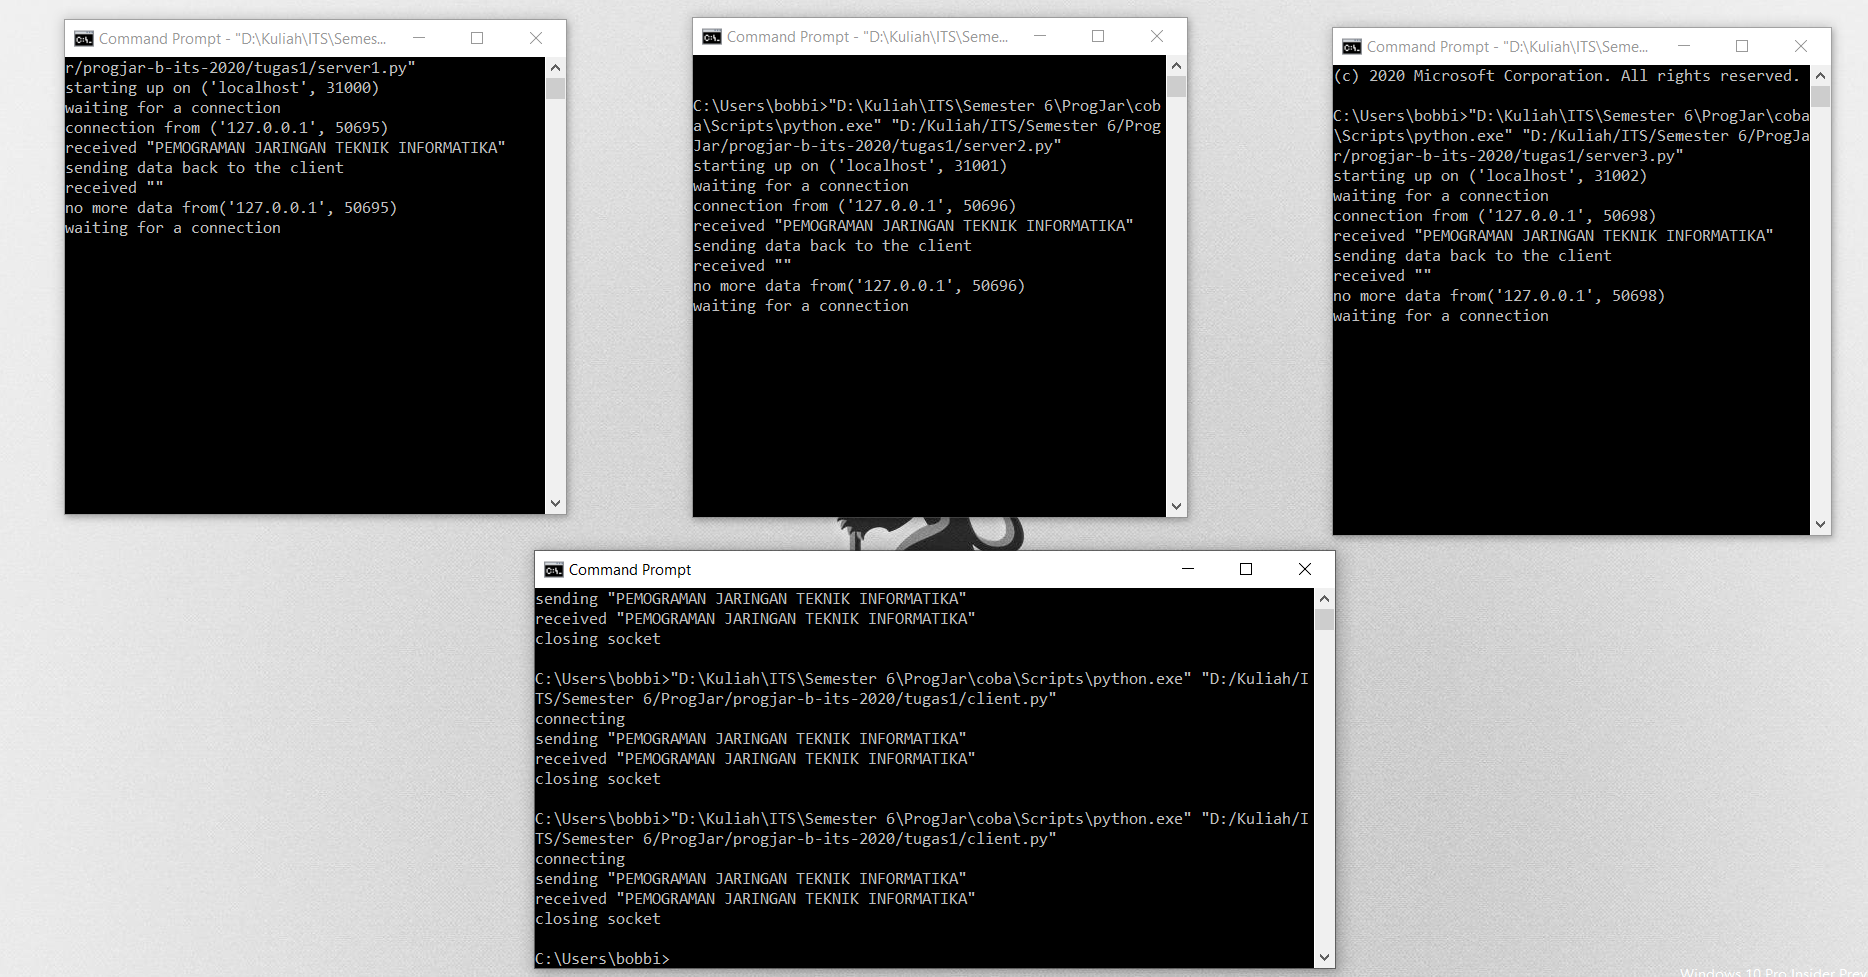 Command Prompt - "D:\Kuliah\ITS\Semes...
r/progjar-b-its-2020/tugas1/server1.py"
starting up on ('localhost', 31000)
waiting for a connection
connection from ('127.0.0.1', 50695)
received "PEMOGRAMAN JARINGAN TEKNIK INFORMATIKA"
sending data back to the client
received ""
no more data from('127.0.0.1', 50695)
waiting for a connection
Command Prompt - "D:\Kuliah\ITS\Seme...
C:\Users\bobbi>"D:\Kuliah\ITS\Semester 6\ProgJar\cob
a\Scripts\python.exe" "D:/Kuliah/ITS/Semester 6/Prog
Jar/progjar-b-its-2020/tugas1/server2.py"
starting up on ('localhost', 31001)
waiting for a connection
connection from ('127.0.0.1', 50696)
received "PEMOGRAMAN JARINGAN TEKNIK INFORMATIKA"
sending data back to the client
received ""
no more data from('127.0.0.1', 50696)
waiting for a connection
Command Prompt - "D:\Kuliah\ITS\Seme...
(c) 2020 Microsoft Corporation. All rights reserved.
C:\Users\bobbi>"D:\Kuliah\ITS\Semester 6\ProgJar\coba
\Scripts\python.exe" "D:/Kuliah/ITS/Semester 6/ProgJa
r/progjar-b-its-2020/tugas1/server3.py"
starting up on ('localhost', 31002)
waiting for a connection
connection from ('127.0.0.1', 50698)
received "PEMOGRAMAN JARINGAN TEKNIK INFORMATIKA"
sending data back to the client
received ""
no more data from('127.0.0.1', 50698)
waiting for a connection
Command Prompt
sending "PEMOGRAMAN JARINGAN TEKNIK INFORMATIKA"
received "PEMOGRAMAN JARINGAN TEKNIK INFORMATIKA"
closing socket
C:\Users\bobbi>"D:\Kuliah\ITS\Semester 6\ProgJar\coba\Scripts\python.exe" "D:/Kuliah/I
TS/Semester 6/ProgJar/progjar-b-its-2020/tugas1/client.py"
connecting
sending "PEMOGRAMAN JARINGAN TEKNIK INFORMATIKA"
received "PEMOGRAMAN JARINGAN TEKNIK INFORMATIKA"
closing socket
C:\Users\bobbi>"D:\Kuliah\ITS\Semester 6\ProgJar\coba\Scripts\python.exe" "D:/Kuliah/I
TS/Semester 6/ProgJar/progjar-b-its-2020/tugas1/client.py"
connecting
sending "PEMOGRAMAN JARINGAN TEKNIK INFORMATIKA"
received "PEMOGRAMAN JARINGAN TEKNIK INFORMATIKA"
closing socket
C:\Users\bobbi>
Windows 10 Pro Insider Prev